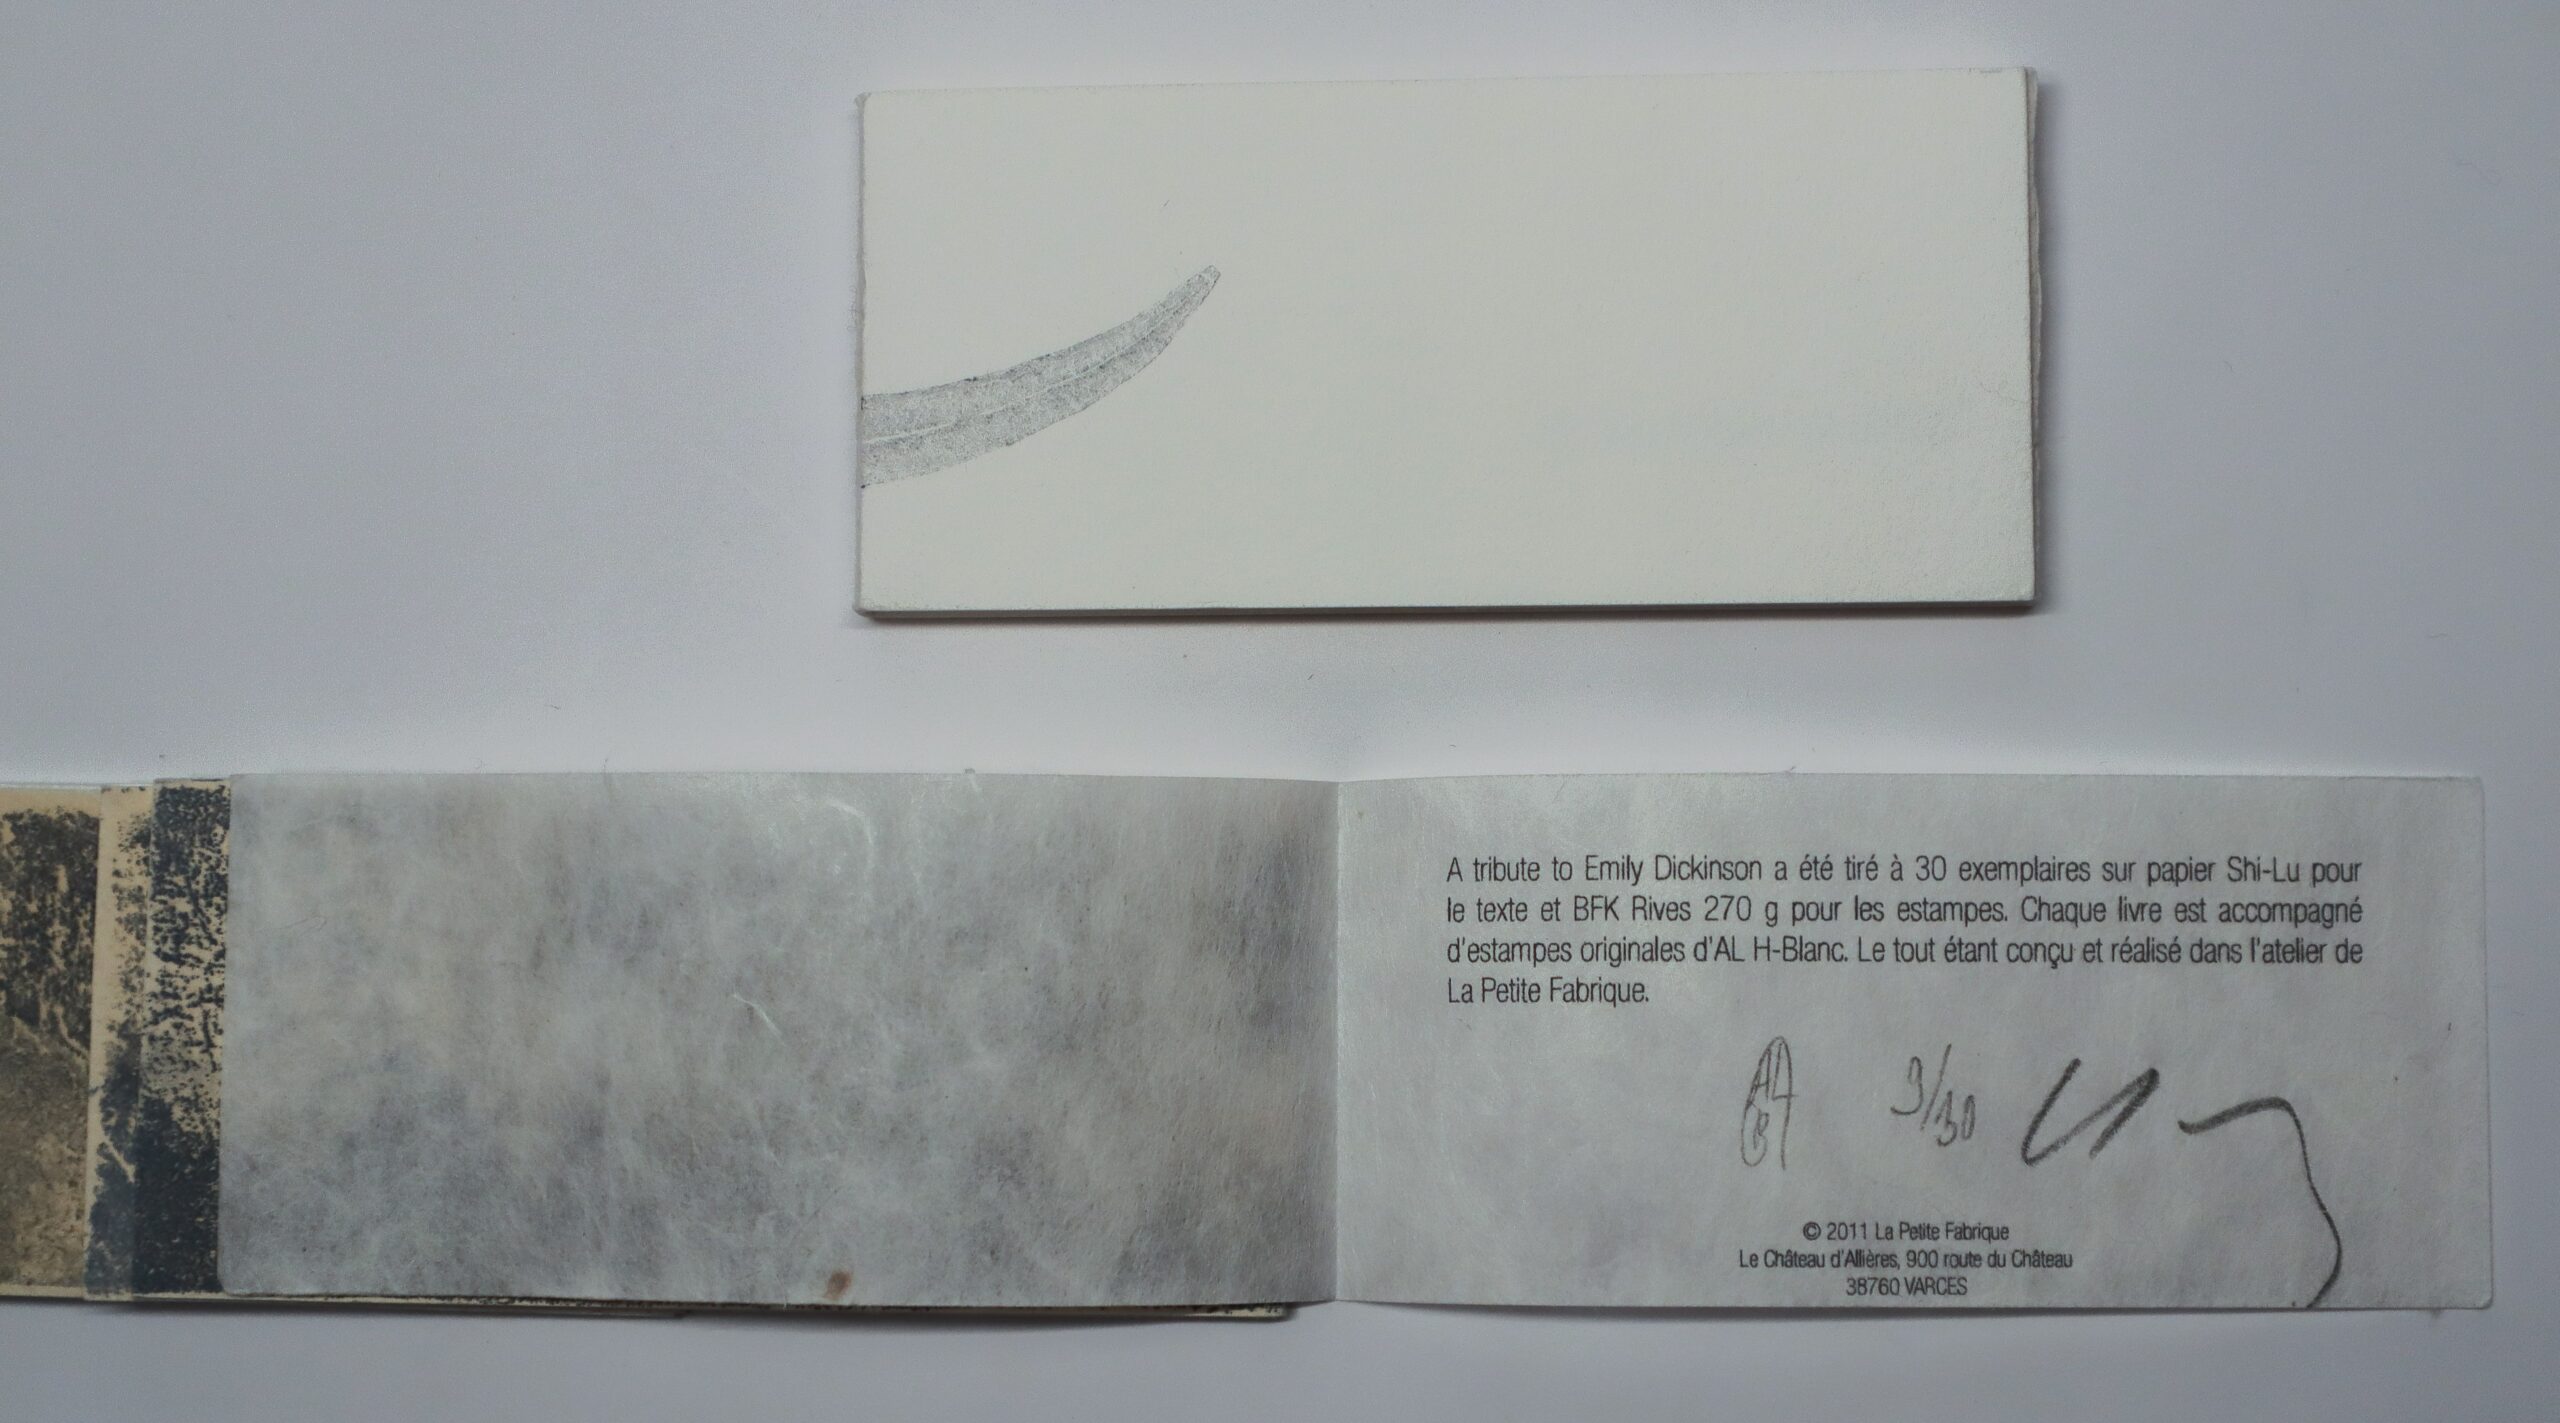 A tribute to Emily Dickinson a été tiré à 30 exemplaires sur papier Shi-Lu pour
le texte et BFK Rives 270 g pour les estampes. Chaque livre est accompagné
d'estampes originales d'AL H-Blanc. Le tout étant conçu et réalisé dans l'atelier de
La Petite Fabrique.
9/30
© 2011 La Petite Fabrique
Le Château d'Allières, 900 route du Château
38760 VARCES